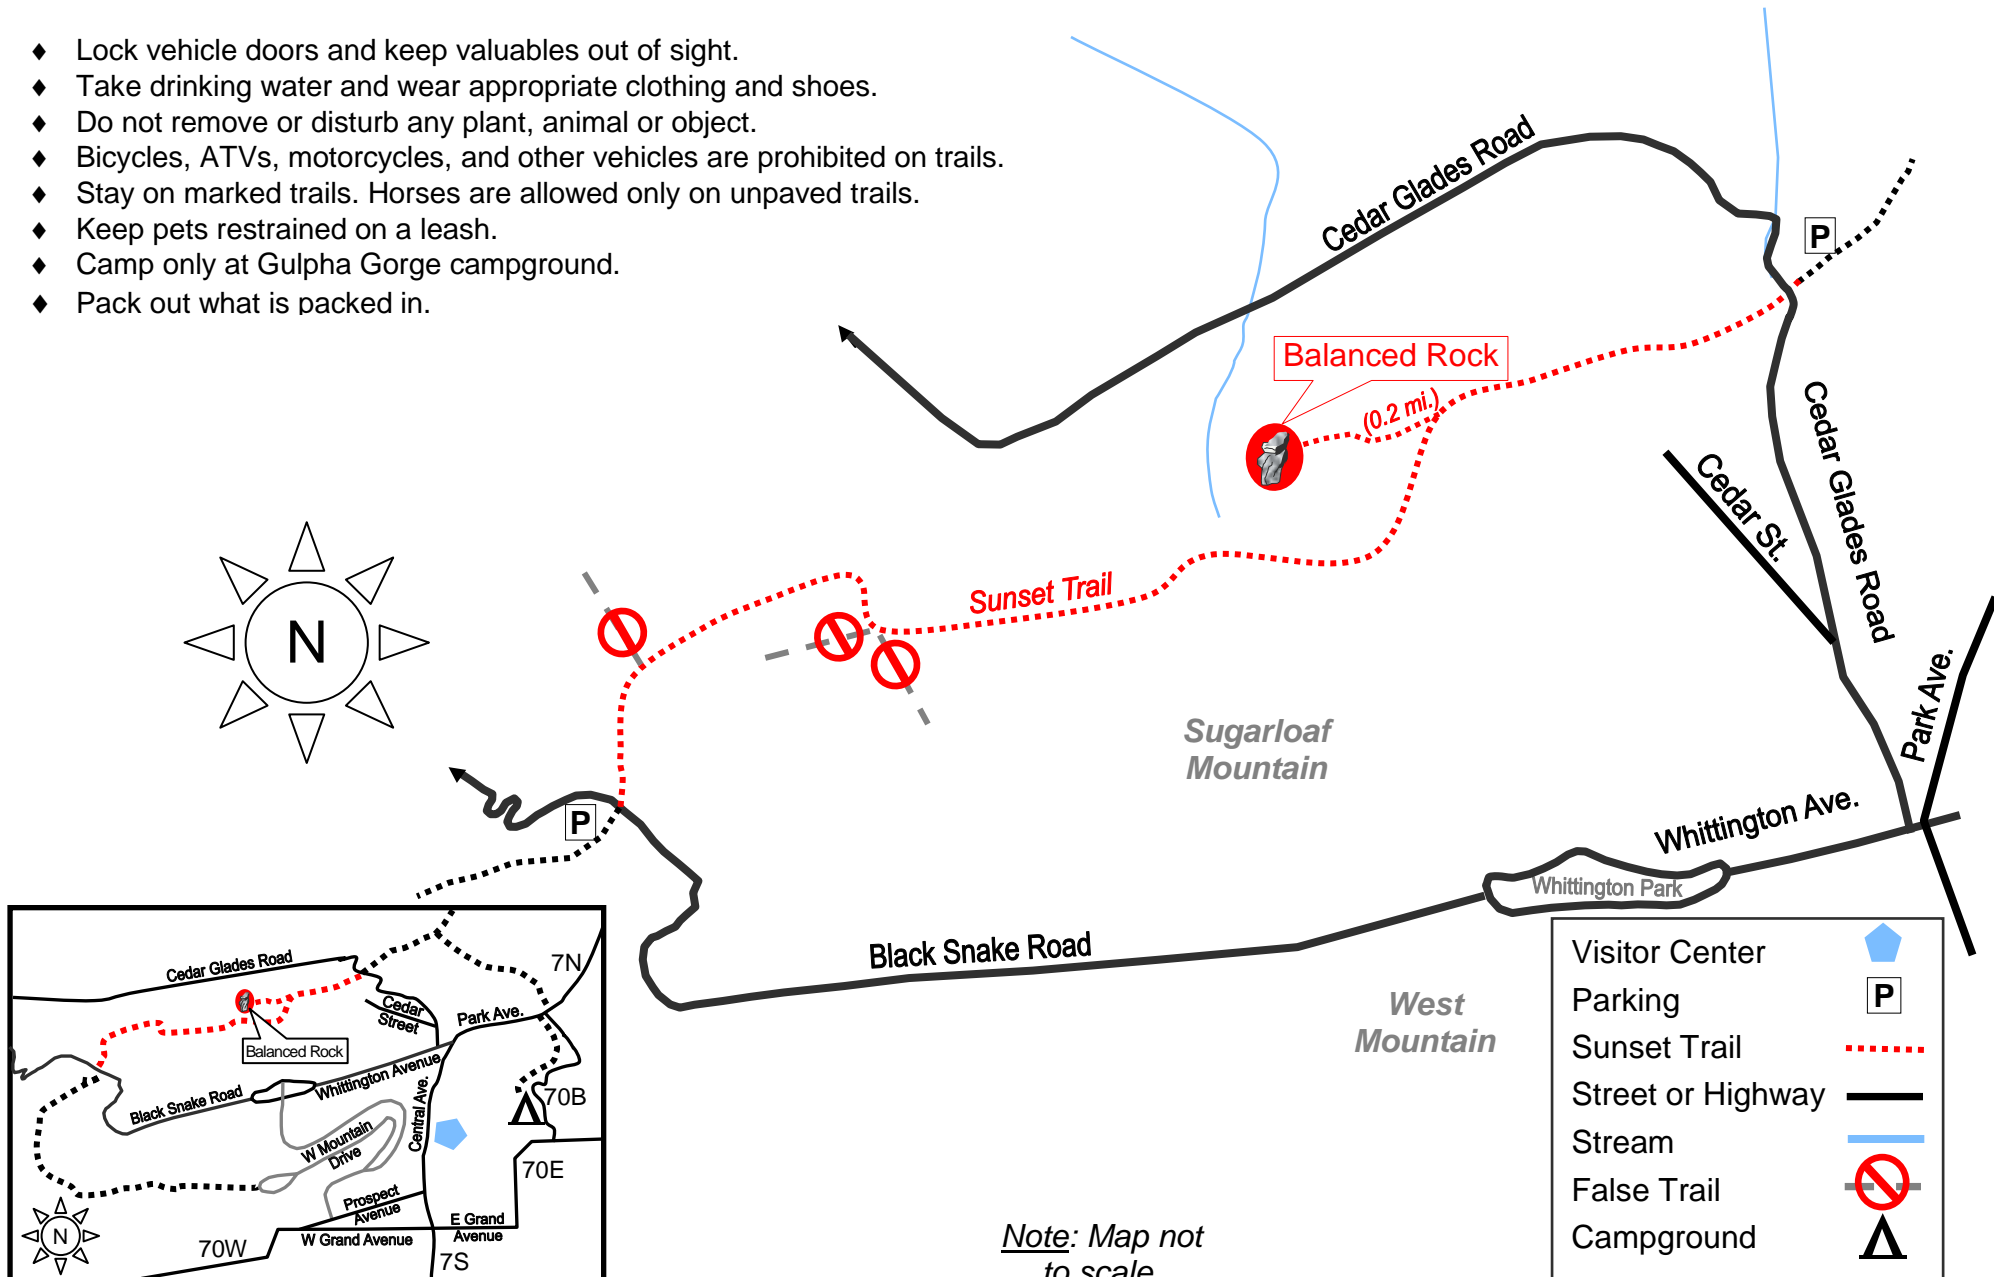 ♦ Lock vehicle doors and keep valuables out of sight.
♦ Take drinking water and wear appropriate clothing and shoes.
♦ Do not remove or disturb any plant, animal or object.
♦ Bicycles, ATVs, motorcycles, and other vehicles are prohibited on trails.
♦ Stay on marked trails. Horses are allowed only on unpaved trails.
♦ Keep pets restrained on a leash.
♦ Camp only at Gulpha Gorge campground.
♦ Pack out what is packed in.
Cedar Glades Road
P
Balanced Rock
(0.2 mi.)
Cedar Glades Road
Cedar St.
Sunset Trail
N
Park Ave.
Sugarloaf
Mountain
P
Whittington Ave.
Whittington Park
Black Snake Road
West
Mountain
Visitor Center
Parking P
Sunset Trail
Street or Highway
Stream
False Trail
Campground
Note: Map not
to scale
Cedar Glades Road
7N
Cedar
Street
Park Ave.
Balanced Rock
Whittington Avenue
Black Snake Road
Central Ave.
70B
W Mountain
Drive
70E
Prospect
Avenue
E Grand
Avenue
W Grand Avenue
N
70W
7S